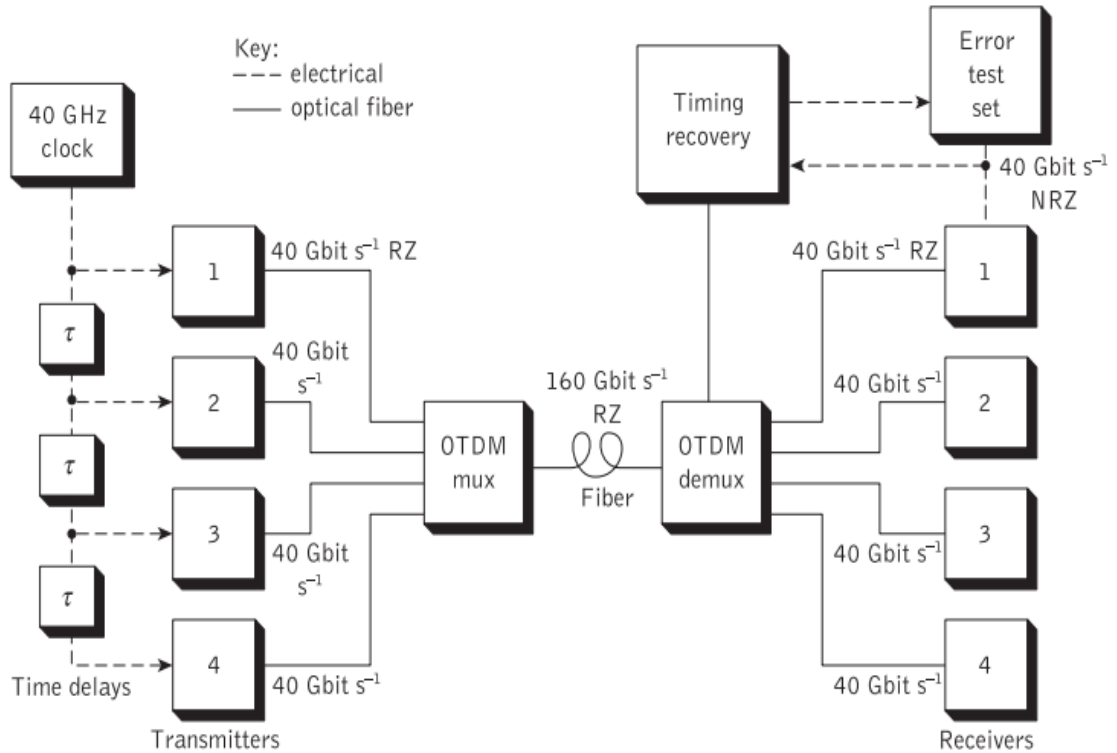 Key:
electrical
optical fiber
40 GHz
clock
Timing
recovery
Error
test
set
40 Gbit s⁻¹
NRZ
40 Gbit s⁻¹ RZ
1
τ
40 Gbit
s⁻¹
2
τ
3
40 Gbit
s⁻¹
τ
4
40 Gbit s⁻¹
Time delays
Transmitters
OTDM
mux
160 Gbit s⁻¹
RZ
Fiber
OTDM
demux
40 Gbit s⁻¹ RZ
1
40 Gbit s⁻¹
2
3
40 Gbit s⁻¹
4
40 Gbit s⁻¹
Receivers